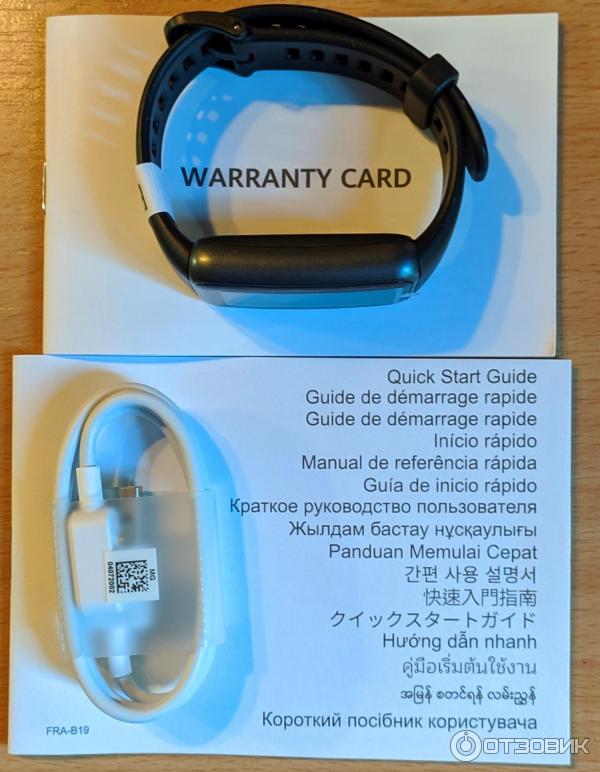 WARRANTY CARD
Quick Start Guide
Guide de démarrage rapide
Guide de démarrage rapide
Início rápido
Manual de referência rápida
Guía de inicio rápido
Краткое руководство пользователя
Жылдам бастау нұсқаулығы
Panduan Memulai Cepat
간편 사용 설명서
快速入門指南
クイックスタートガイド
Hướng dẫn nhanh
คู่มือเริ่มต้นใช้งาน
အမြန် စတင်ရန် လမ်းညွှန်
Короткий посібник користувача
MG
04072002
FRA-B19
ОТЗОВИК